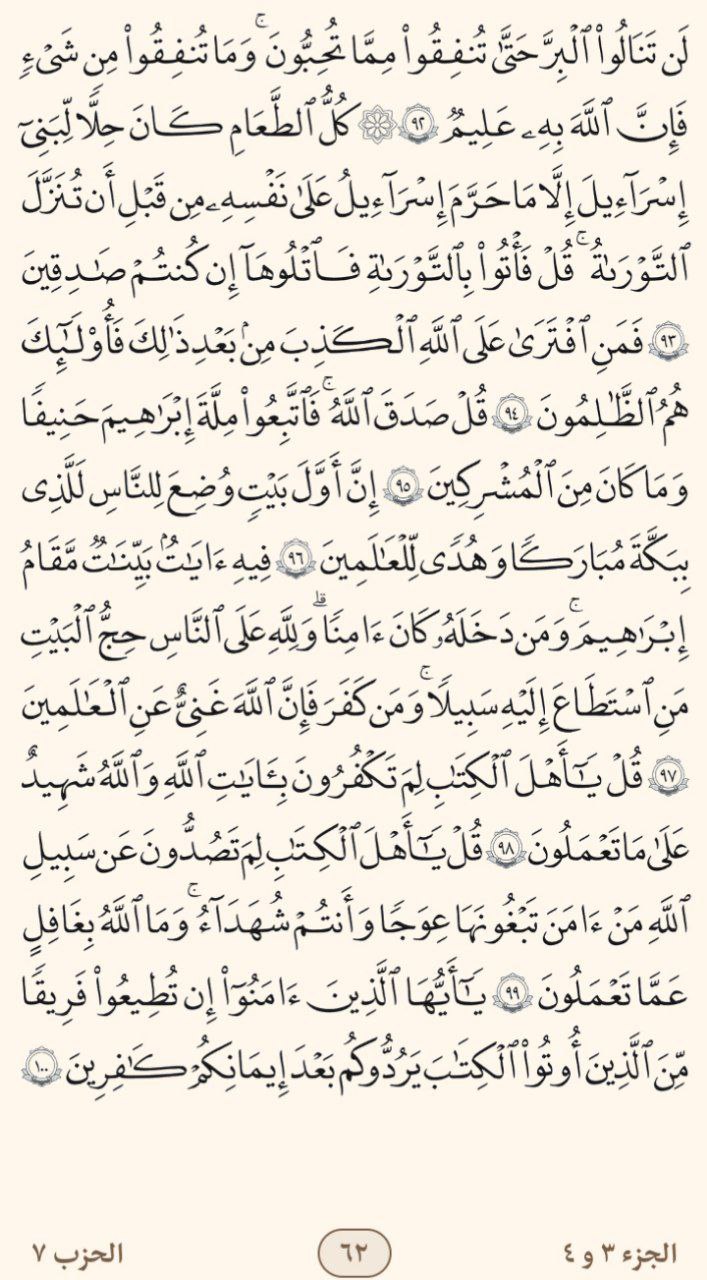 لَن تَنَالُوا۟ ٱلْبِرَّ حَتَّىٰ تُنفِقُوا۟ مِمَّا تُحِبُّونَ ۚ وَمَا تُنفِقُوا۟ مِن شَىْءٍۢ
فَإِنَّ ٱللَّهَ بِهِۦ عَلِيمٌۭ ٩٢ ۞ كُلُّ ٱلطَّعَامِ كَانَ حِلًّۭا لِّبَنِىٓ
إِسْرَٰٓءِيلَ إِلَّا مَا حَرَّمَ إِسْرَٰٓءِيلُ عَلَىٰ نَفْسِهِۦ مِن قَبْلِ أَن تُنَزَّلَ
ٱلتَّوْرَىٰةُ ۚ قُلْ فَأْتُوا۟ بِٱلتَّوْرَىٰةِ فَٱتْلُوهَآ إِن كُنتُمْ صَـٰدِقِينَ
٩٣ فَمَنِ ٱفْتَرَىٰ عَلَى ٱللَّهِ ٱلْكَذِبَ مِنۢ بَعْدِ ذَٰلِكَ فَأُو۟لَـٰٓئِكَ
هُمُ ٱلظَّـٰلِمُونَ ٩٤ قُلْ صَدَقَ ٱللَّهُ ۗ فَٱتَّبِعُوا۟ مِلَّةَ إِبْرَٰهِيمَ حَنِيفًۭا
وَمَا كَانَ مِنَ ٱلْمُشْرِكِينَ ٩٥ إِنَّ أَوَّلَ بَيْتٍۢ وُضِعَ لِلنَّاسِ لَلَّذِى
بِبَكَّةَ مُبَارَكًۭا وَهُدًۭى لِّلْعَـٰلَمِينَ ٩٦ فِيهِ ءَايَـٰتٌۢ بَيِّنَـٰتٌۭ مَّقَامُ
إِبْرَٰهِيمَ ۖ وَمَن دَخَلَهُۥ كَانَ ءَامِنًۭا ۗ وَلِلَّهِ عَلَى ٱلنَّاسِ حِجُّ ٱلْبَيْتِ
مَنِ ٱسْتَطَاعَ إِلَيْهِ سَبِيلًۭا ۚ وَمَن كَفَرَ فَإِنَّ ٱللَّهَ غَنِىٌّ عَنِ ٱلْعَـٰلَمِينَ
٩٧ قُلْ يَـٰٓأَهْلَ ٱلْكِتَـٰبِ لِمَ تَكْفُرُونَ بِـَٔايَـٰتِ ٱللَّهِ وَٱللَّهُ شَهِيدٌ
عَلَىٰ مَا تَعْمَلُونَ ٩٨ قُلْ يَـٰٓأَهْلَ ٱلْكِتَـٰبِ لِمَ تَصُدُّونَ عَن سَبِيلِ
ٱللَّهِ مَنْ ءَامَنَ تَبْغُونَهَا عِوَجًۭا وَأَنتُمْ شُهَدَآءُ ۗ وَمَا ٱللَّهُ بِغَـٰفِلٍ
عَمَّا تَعْمَلُونَ ٩٩ يَـٰٓأَيُّهَا ٱلَّذِينَ ءَامَنُوٓا۟ إِن تُطِيعُوا۟ فَرِيقًۭا
مِّنَ ٱلَّذِينَ أُوتُوا۟ ٱلْكِتَـٰبَ يَرُدُّوكُم بَعْدَ إِيمَـٰنِكُمْ كَـٰفِرِينَ ١٠٠
الجزء ٣ و ٤
٦٢
الحزب ٧